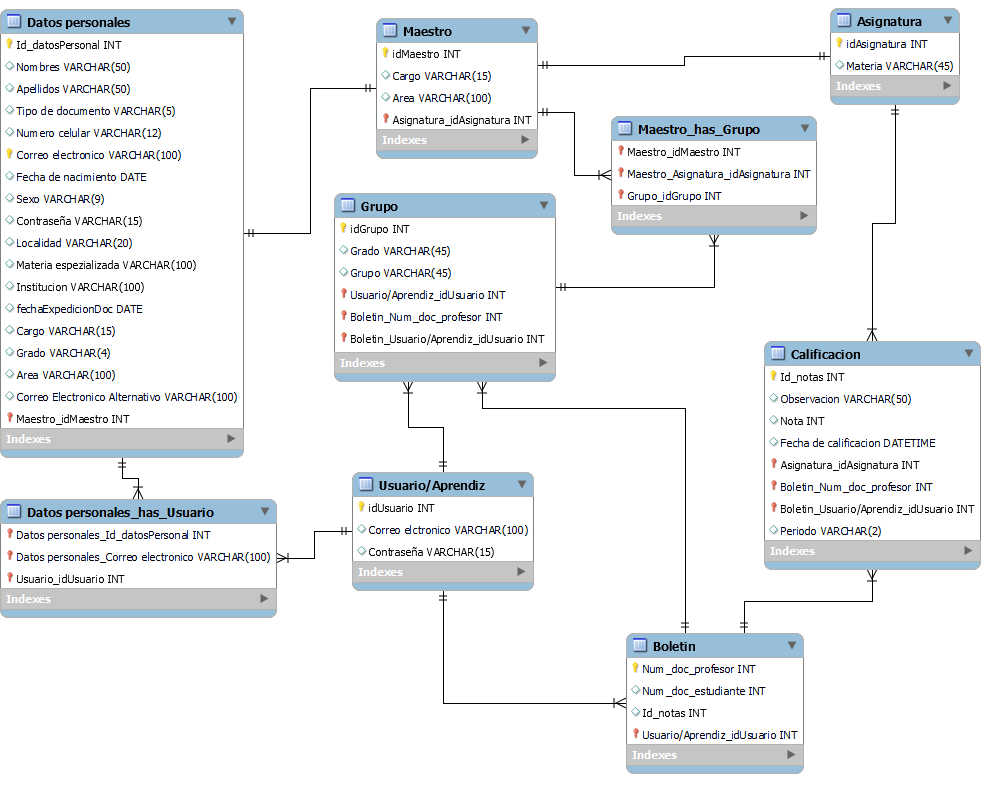 Datos personales
Id_datosPersonal INT
Nombres VARCHAR(50)
Apellidos VARCHAR(50)
Tipo de documento VARCHAR(5)
Numero celular VARCHAR(12)
Correo electronico VARCHAR(100)
Fecha de nacimiento DATE
Sexo VARCHAR(9)
Contraseña VARCHAR(15)
Localidad VARCHAR(20)
Materia espezializada VARCHAR(100)
Institucion VARCHAR(100)
fechaExpedicionDoc DATE
Cargo VARCHAR(15)
Grado VARCHAR(4)
Area VARCHAR(100)
Correo Electronico Alternativo VARCHAR(100)
Maestro_idMaestro INT
Indexes
Maestro
idMaestro INT
Cargo VARCHAR(15)
Area VARCHAR(100)
Asignatura_idAsignatura INT
Indexes
Asignatura
idAsignatura INT
Materia VARCHAR(45)
Indexes
Maestro_has_Grupo
Maestro_idMaestro INT
Maestro_Asignatura_idAsignatura INT
Grupo_idGrupo INT
Indexes
Grupo
idGrupo INT
Grado VARCHAR(45)
Grupo VARCHAR(45)
Usuario/Aprendiz_idUsuario INT
Boletin_Num_doc_profesor INT
Boletin_Usuario/Aprendiz_idUsuario INT
Indexes
Calificacion
Id_notas INT
Observacion VARCHAR(50)
Nota INT
Fecha de calificacion DATETIME
Asignatura_idAsignatura INT
Boletin_Num_doc_profesor INT
Boletin_Usuario/Aprendiz_idUsuario INT
Periodo VARCHAR(2)
Indexes
Datos personales_has_Usuario
Datos personales_Id_datosPersonal INT
Datos personales_Correo electronico VARCHAR(100)
Usuario_idUsuario INT
Indexes
Usuario/Aprendiz
idUsuario INT
Correo elctronico VARCHAR(100)
Contraseña VARCHAR(15)
Indexes
Boletin
Num_doc_profesor INT
Num_doc_estudiante INT
Id_notas INT
Usuario/Aprendiz_idUsuario INT
Indexes